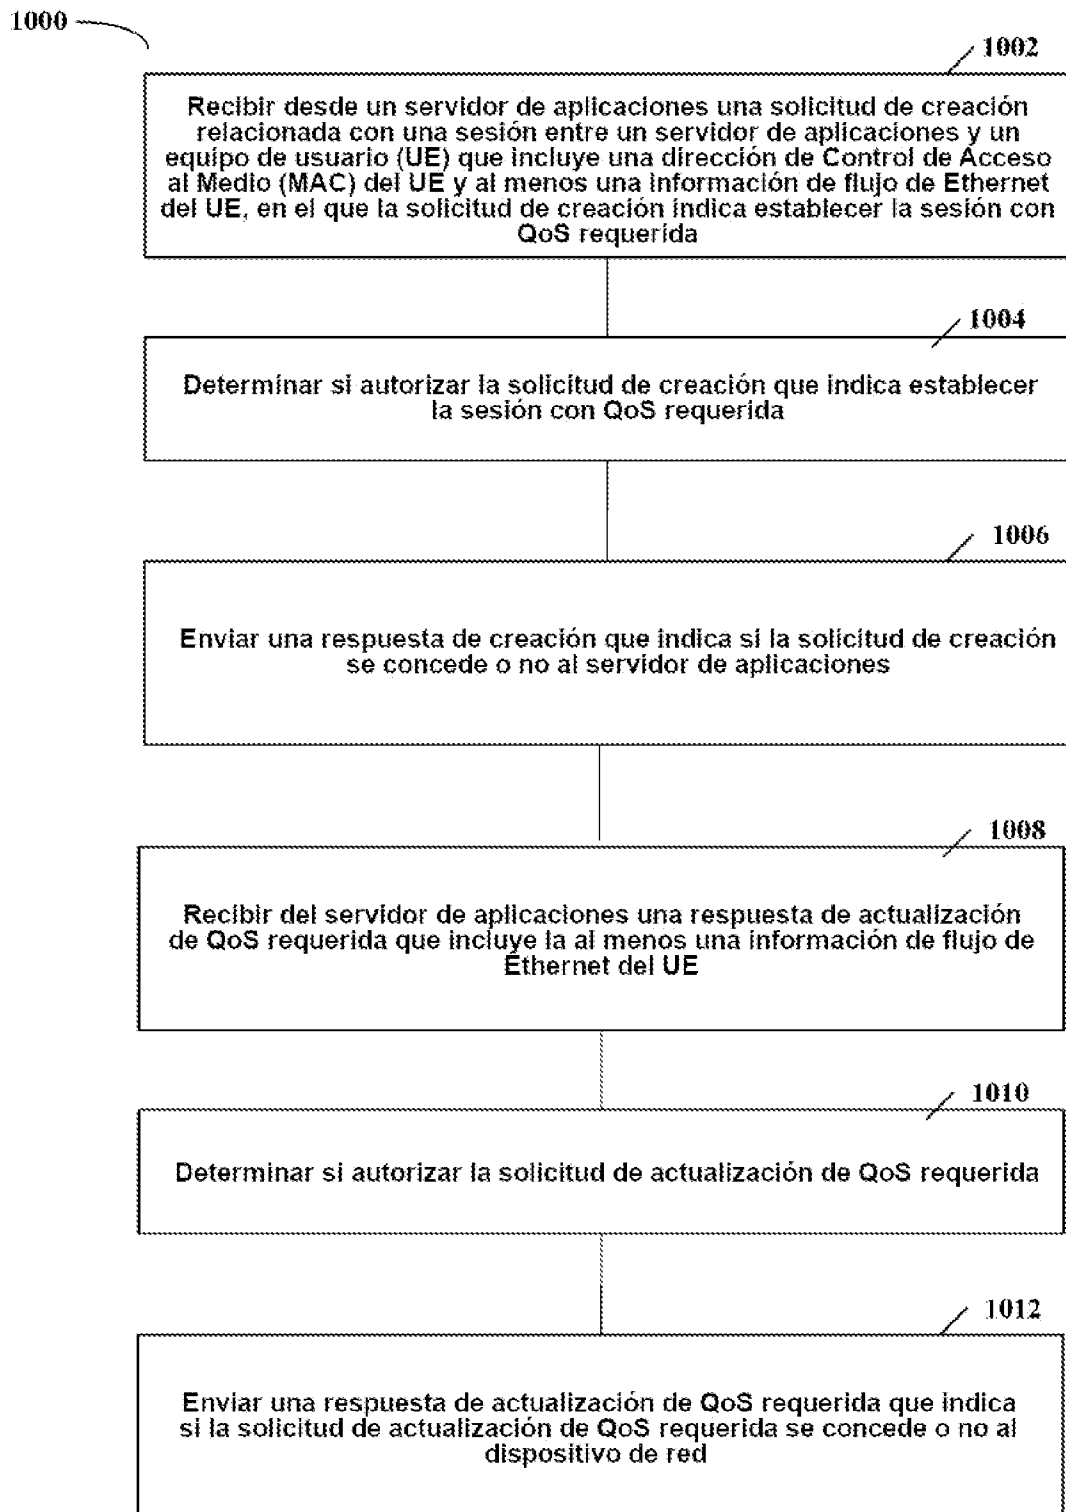 1000
1002
Recibir desde un servidor de aplicaciones una solicitud de creación
relacionada con una sesión entre un servidor de aplicaciones y un
equipo de usuario (UE) que incluye una dirección de Control de Acceso
al Medio (MAC) del UE y al menos una información de flujo de Ethernet
del UE, en el que la solicitud de creación indica establecer la sesión con
QoS requerida
1004
Determinar si autorizar la solicitud de creación que indica establecer
la sesión con QoS requerida
1006
Enviar una respuesta de creación que indica si la solicitud de creación
se concede o no al servidor de aplicaciones
1008
Recibir del servidor de aplicaciones una respuesta de actualización
de QoS requerida que incluye la al menos una información de flujo de
Ethernet del UE
1010
Determinar si autorizar la solicitud de actualización de QoS requerida
1012
Enviar una respuesta de actualización de QoS requerida que indica
si la solicitud de actualización de QoS requerida se concede o no al
dispositivo de red